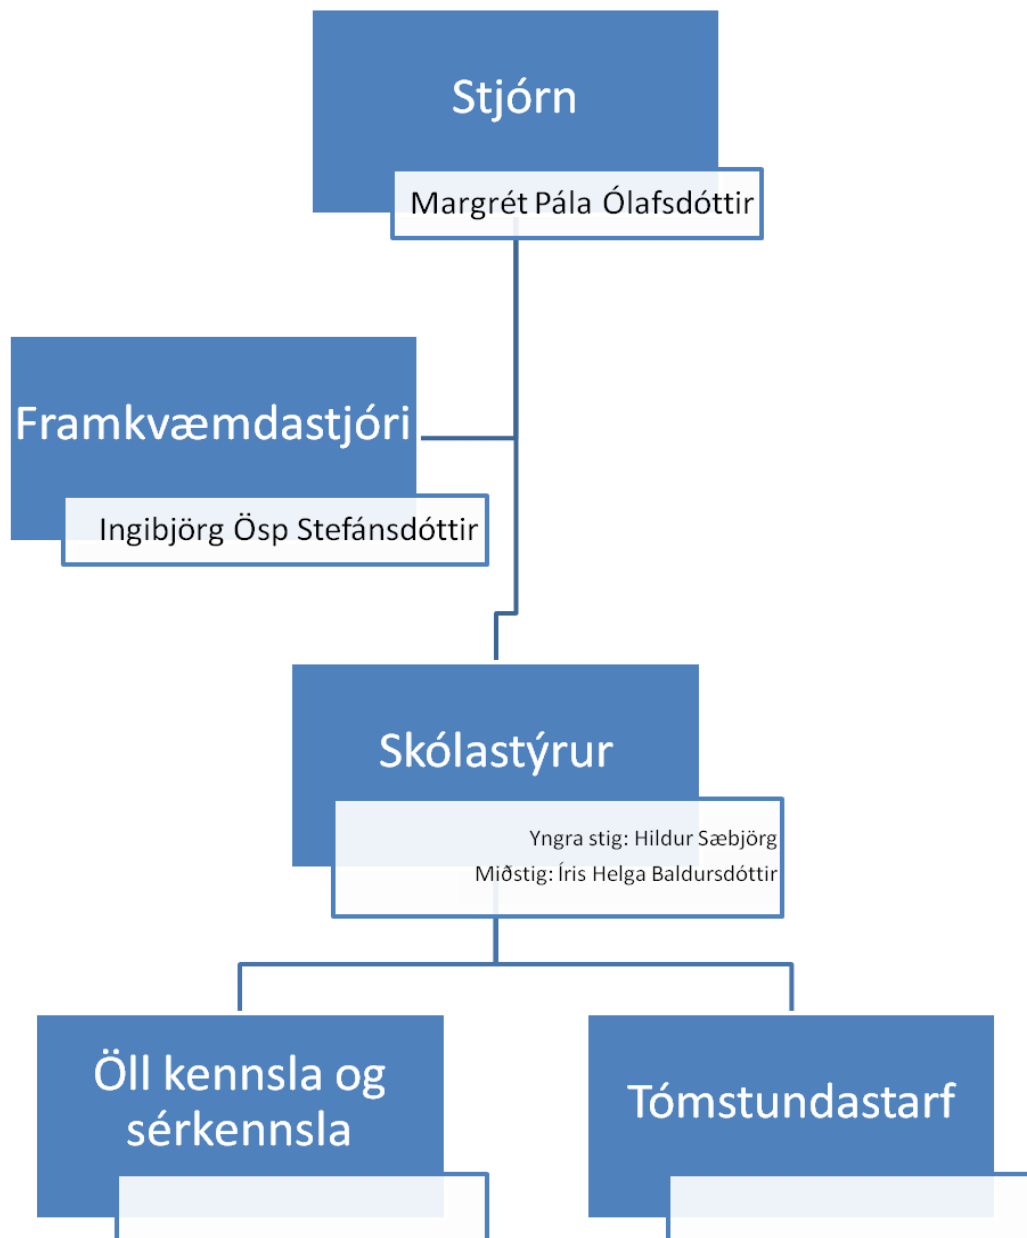 Stjórn
Margrét Pála Ólafsdóttir
Framkvæmdastjóri
Ingibjörg Ösp Stefánsdóttir
Skólastýrur
Yngra stig: Hildur Sæbjörg
Miðstig: Íris Helga Baldursdóttir
Öll kennsla og
sérkennsla
Tómstundastarf